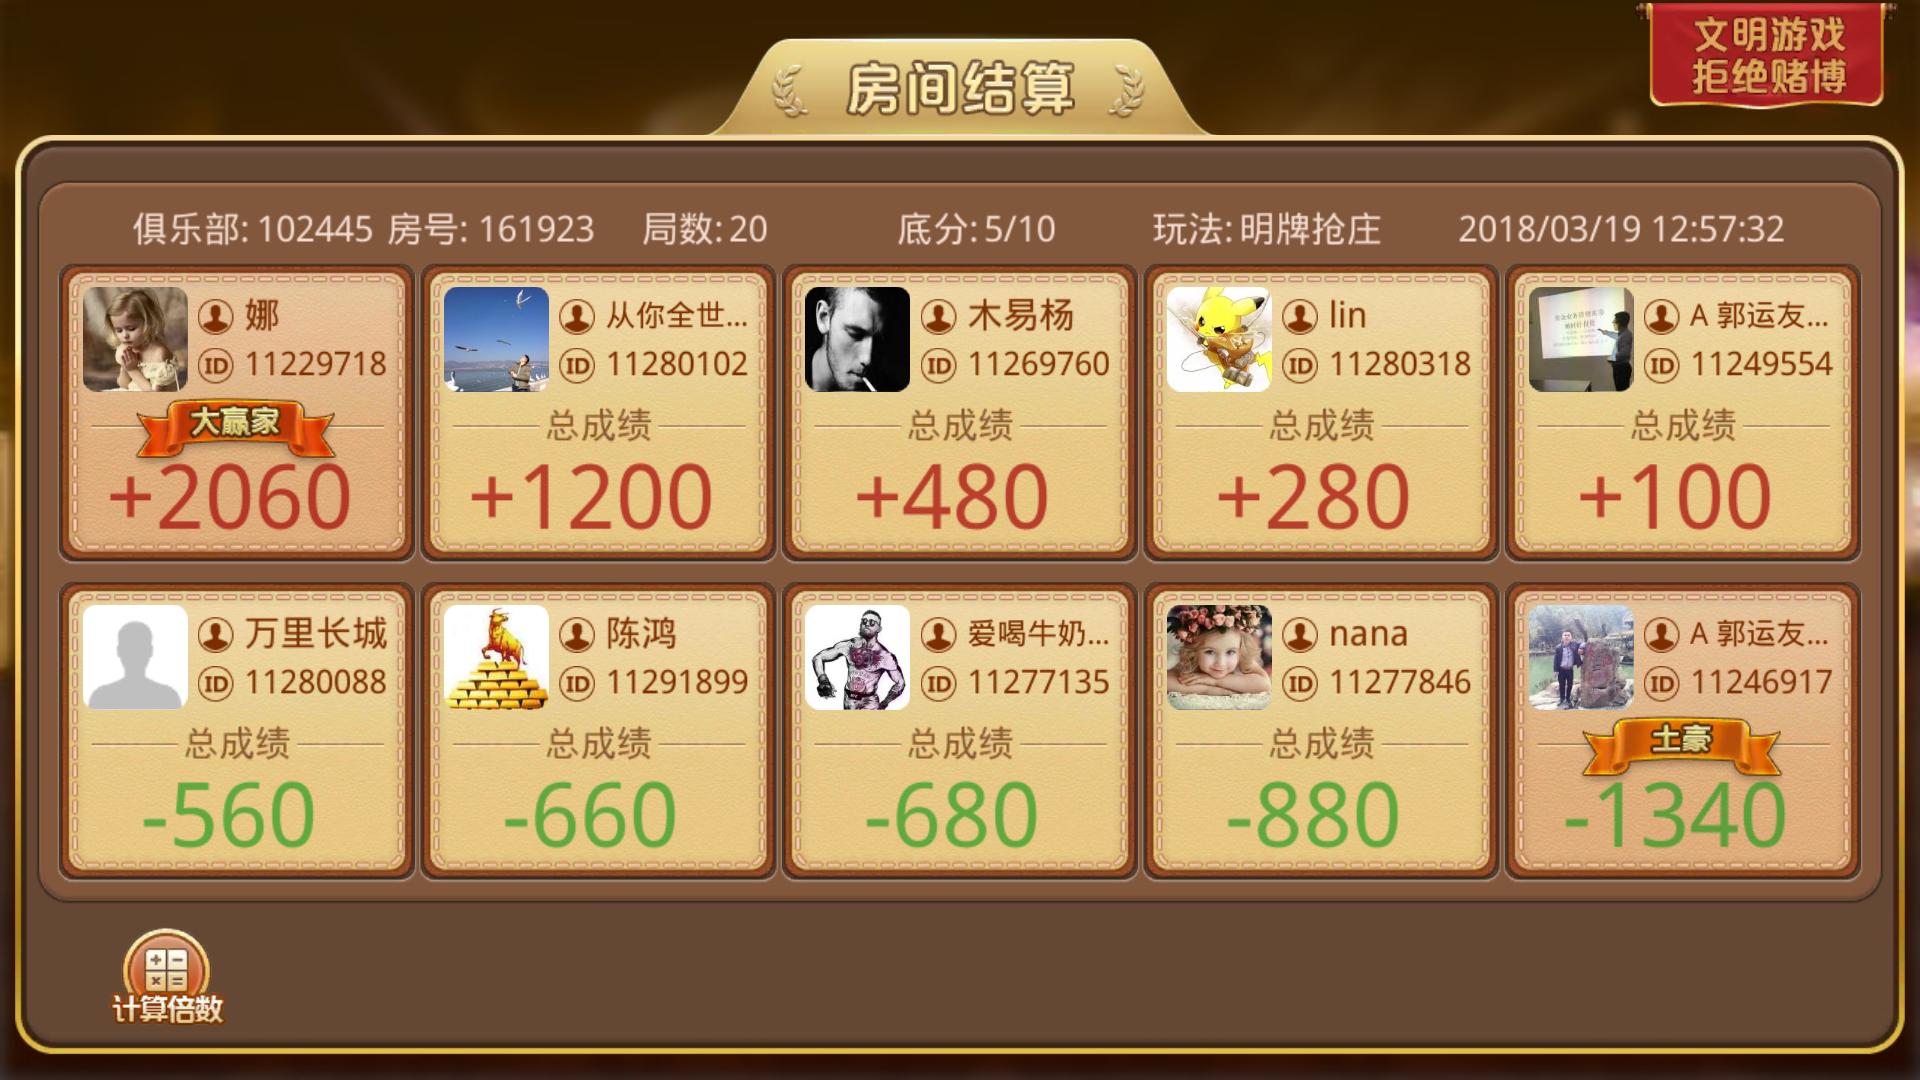 文明游戏
拒绝赌博
房间结算
俱乐部: 102445 房号: 161923 局数: 20 底分: 5/10 玩法: 明牌抢庄 2018/03/19 12:57:32
娜
ID 11229718
大赢家
+2060
从你全世...
ID 11280102
总成绩
+1200
木易杨
ID 11269760
总成绩
+480
lin
ID 11280318
总成绩
+280
A 郭运友...
ID 11249554
总成绩
+100
万里长城
ID 11280088
总成绩
-560
陈鸿
ID 11291899
总成绩
-660
爱喝牛奶...
ID 11277135
总成绩
-680
nana
ID 11277846
总成绩
-880
A 郭运友...
ID 11246917
土豪
-1340
计算倍数